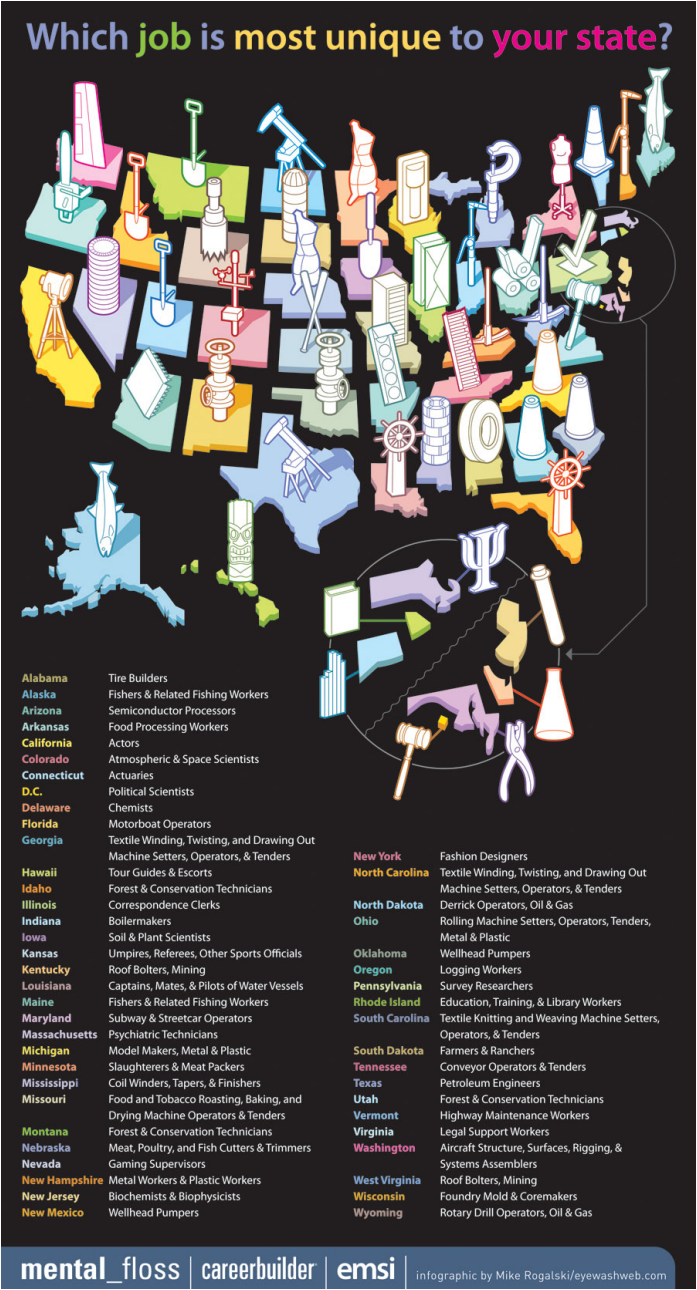 Which job is most unique to your state?
Alabama Tire Builders
Alaska Fishers & Related Fishing Workers
Arizona Semiconductor Processors
Arkansas Food Processing Workers
California Actors
Colorado Atmospheric & Space Scientists
Connecticut Actuaries
D.C. Political Scientists
Delaware Chemists
Florida Motorboat Operators
Georgia Textile Winding, Twisting, and Drawing Out
Machine Setters, Operators, & Tenders
Hawaii Tour Guides & Escorts
Idaho Forest & Conservation Technicians
Illinois Correspondence Clerks
Indiana Boilermakers
Iowa Soil & Plant Scientists
Kansas Umpires, Referees, Other Sports Officials
Kentucky Roof Bolters, Mining
Louisiana Captains, Mates, & Pilots of Water Vessels
Maine Fishers & Related Fishing Workers
Maryland Subway & Streetcar Operators
Massachusetts Psychiatric Technicians
Michigan Model Makers, Metal & Plastic
Minnesota Slaughterers & Meat Packers
Mississippi Coil Winders, Tapers, & Finishers
Missouri Food and Tobacco Roasting, Baking, and
Drying Machine Operators & Tenders
Montana Forest & Conservation Technicians
Nebraska Meat, Poultry, and Fish Cutters & Trimmers
Nevada Gaming Supervisors
New Hampshire Metal Workers & Plastic Workers
New Jersey Biochemists & Biophysicists
New Mexico Wellhead Pumpers
New York Fashion Designers
North Carolina Textile Winding, Twisting, and Drawing Out
Machine Setters, Operators, & Tenders
North Dakota Derrick Operators, Oil & Gas
Ohio Rolling Machine Setters, Operators, Tenders,
Metal & Plastic
Oklahoma Wellhead Pumpers
Oregon Logging Workers
Pennsylvania Survey Researchers
Rhode Island Education, Training, & Library Workers
South Carolina Textile Knitting and Weaving Machine Setters,
Operators, & Tenders
South Dakota Farmers & Ranchers
Tennessee Conveyor Operators & Tenders
Texas Petroleum Engineers
Utah Forest & Conservation Technicians
Vermont Highway Maintenance Workers
Virginia Legal Support Workers
Washington Aircraft Structure, Surfaces, Rigging, &
Systems Assemblers
West Virginia Roof Bolters, Mining
Wisconsin Foundry Mold & Coremakers
Wyoming Rotary Drill Operators, Oil & Gas
mental_floss | careerbuilder | emsi | infographic by Mike Rogalski/eyewashweb.com